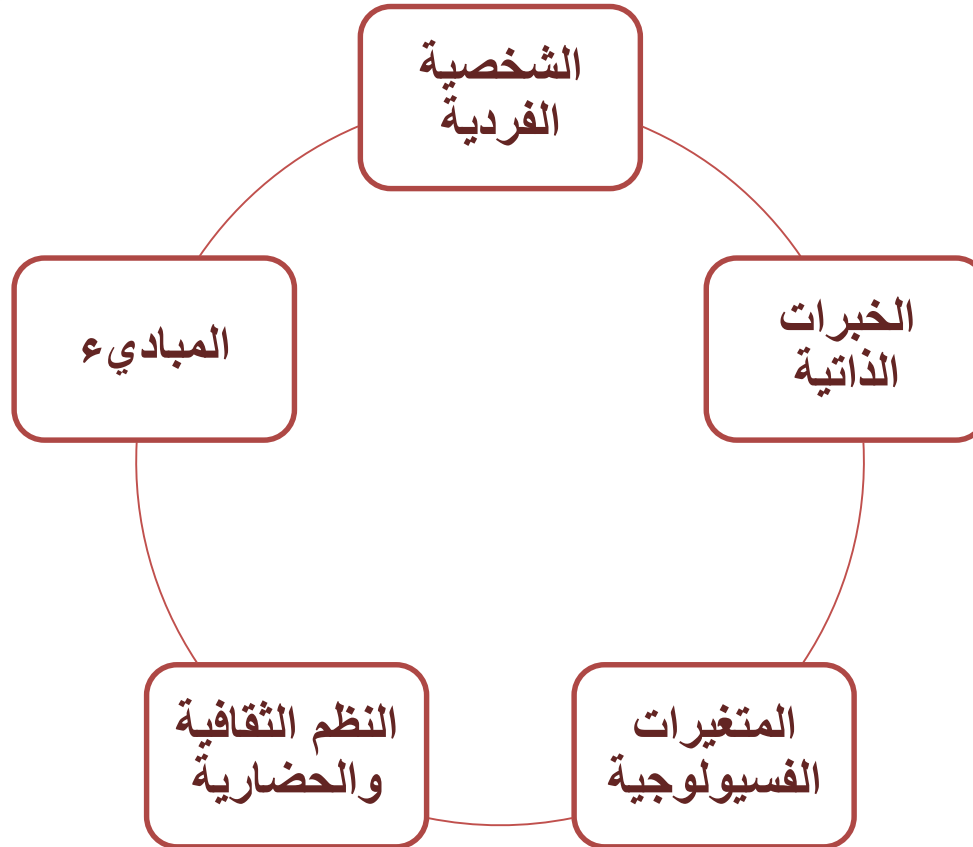 الشخصية
الفردية
الخبرات
الذاتية
المتغيرات
الفسيولوجية
النظم الثقافية
والحضارية
المباديء